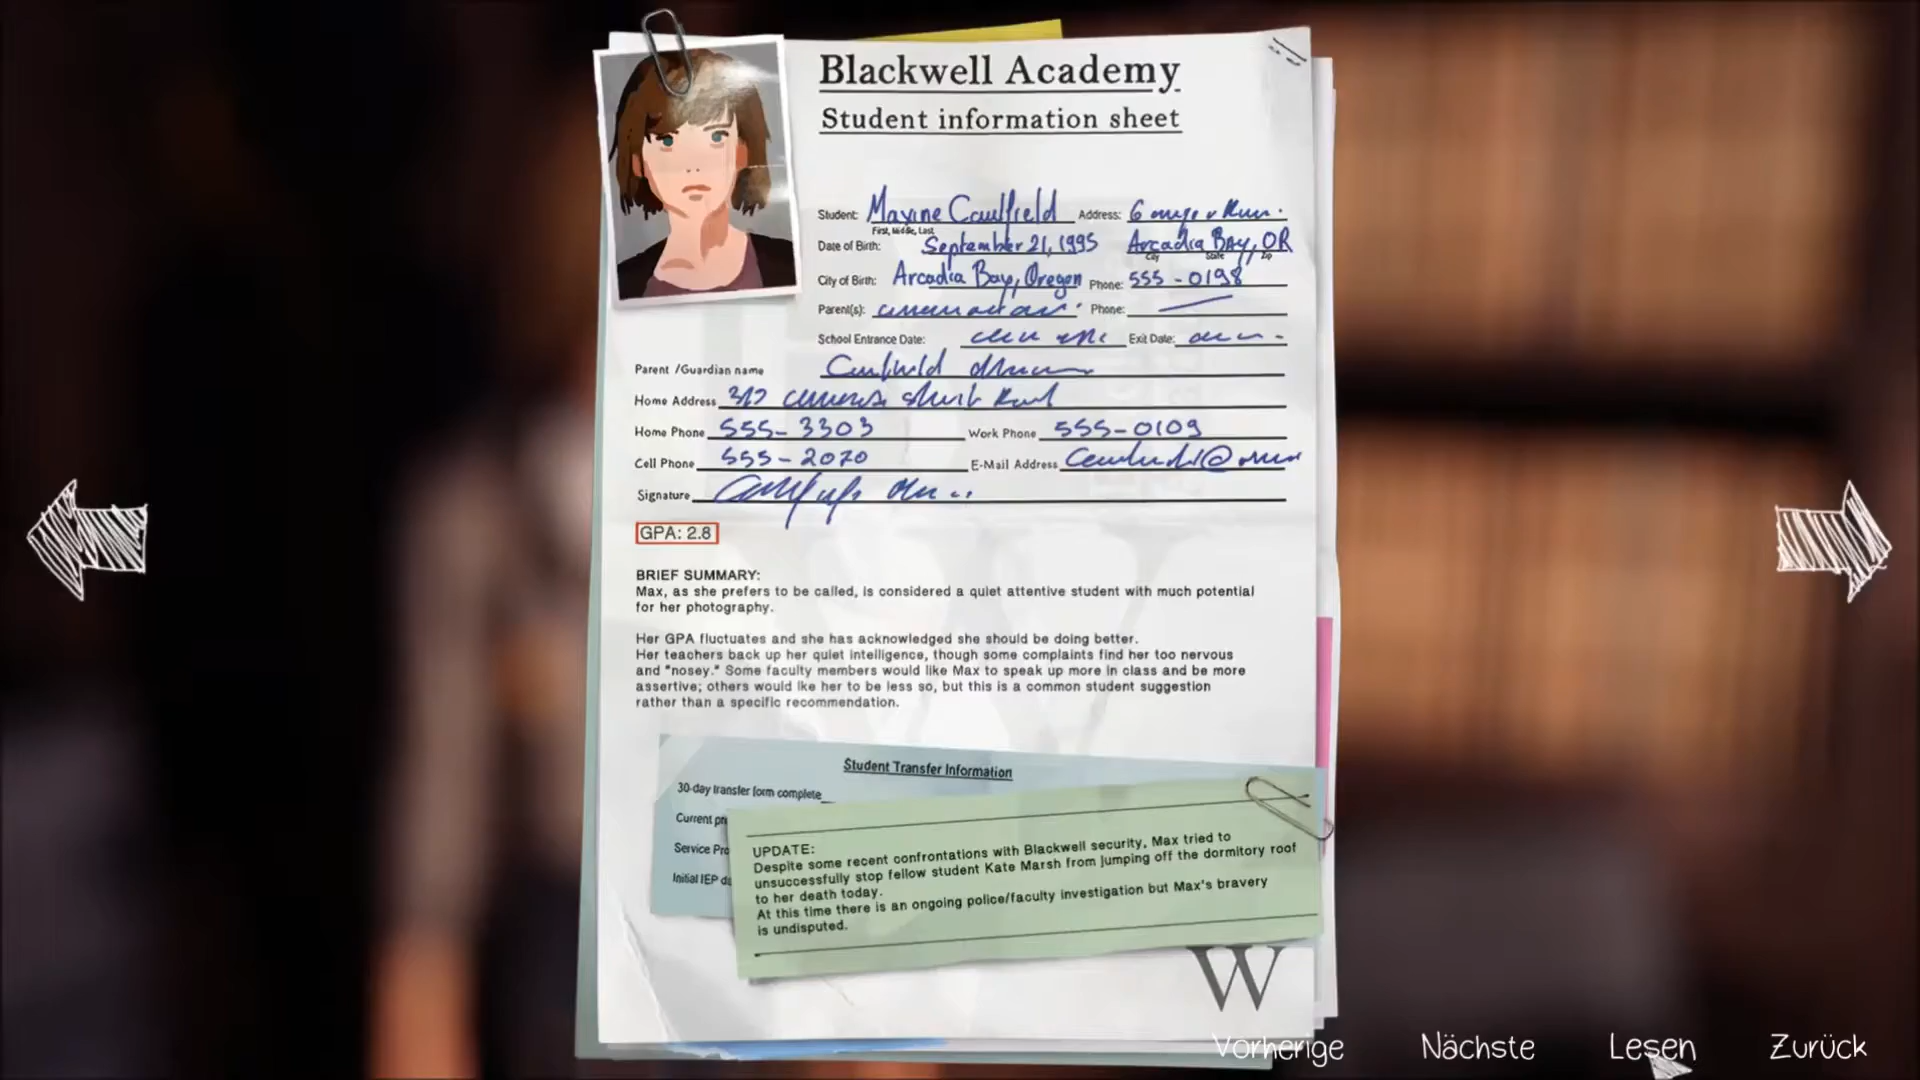 Blackwell Academy
Student information sheet
Student: Maxine Caulfield Address:
First, Middle, Last
Date of Birth: September 21, 1995 Arcadia Bay, OR
City State Zip
City of Birth: Arcadia Bay, Oregon Phone: 555-0198
Parent(s): Phone:
School Entrance Date: Exit Date:
Parent /Guardian name
Home Address
Home Phone 555-3303 Work Phone 555-0109
Cell Phone 555-2070 E-Mail Address
Signature
GPA: 2.8
BRIEF SUMMARY:
Max, as she prefers to be called, is considered a quiet attentive student with much potential
for her photography.
Her GPA fluctuates and she has acknowledged she should be doing better.
Her teachers back up her quiet intelligence, though some complaints find her too nervous
and "nosey." Some faculty members would like Max to speak up more in class and be more
assertive; others would ike her to be less so, but this is a common student suggestion
rather than a specific recommendation.
Student Transfer Information
30-day transfer form complete
Current
Service
Initial IEP
UPDATE:
Despite some recent confrontations with Blackwell security, Max tried to
unsuccessfully stop fellow student Kate Marsh from jumping off the dormitory roof
to her death today.
At this time there is an ongoing police/faculty investigation but Max's bravery
is undisputed.
W
Vorherige Nächste Lesen Zurück